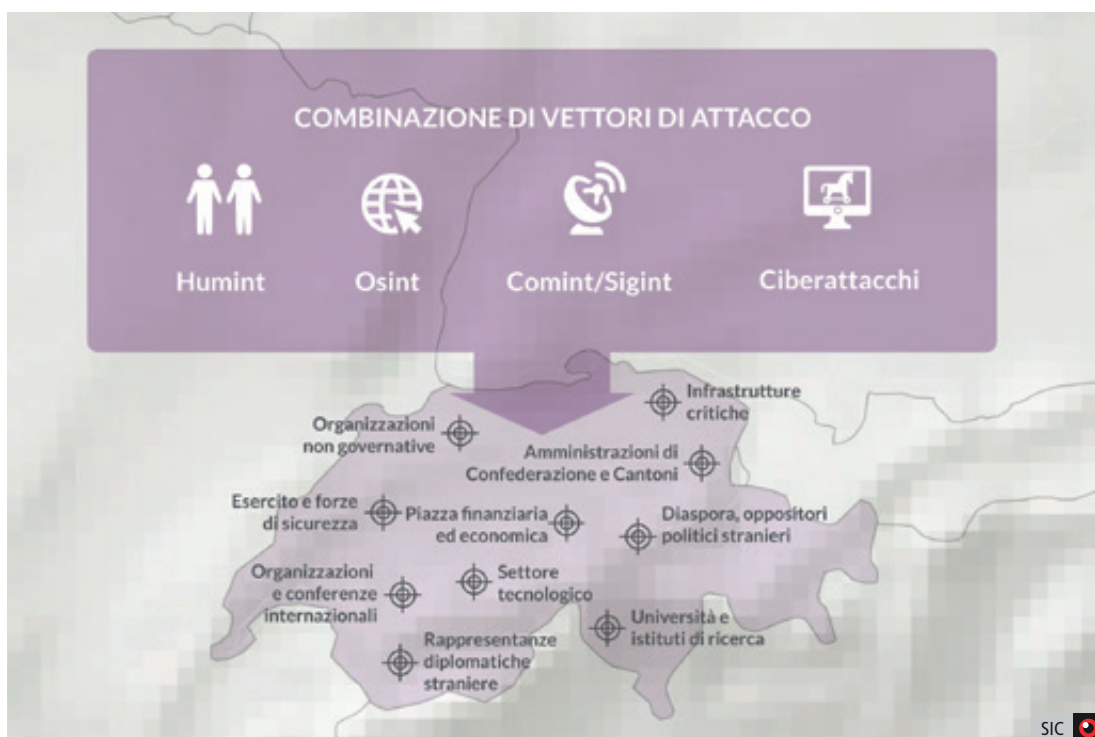 COMBINAZIONE DI VETTORI DI ATTACCO
Humint
Osint
Comint/Sigint
Ciberattacchi
Infrastrutture
critiche
Organizzazioni
non governative
Amministrazioni di
Confederazione e Cantoni
Esercito e forze
di sicurezza
Piazza finanziaria
ed economica
Diaspora, oppositori
politici stranieri
Organizzazioni
e conferenze
internazionali
Settore
tecnologico
Università e
istituti di ricerca
Rappresentanze
diplomatiche
straniere
SIC